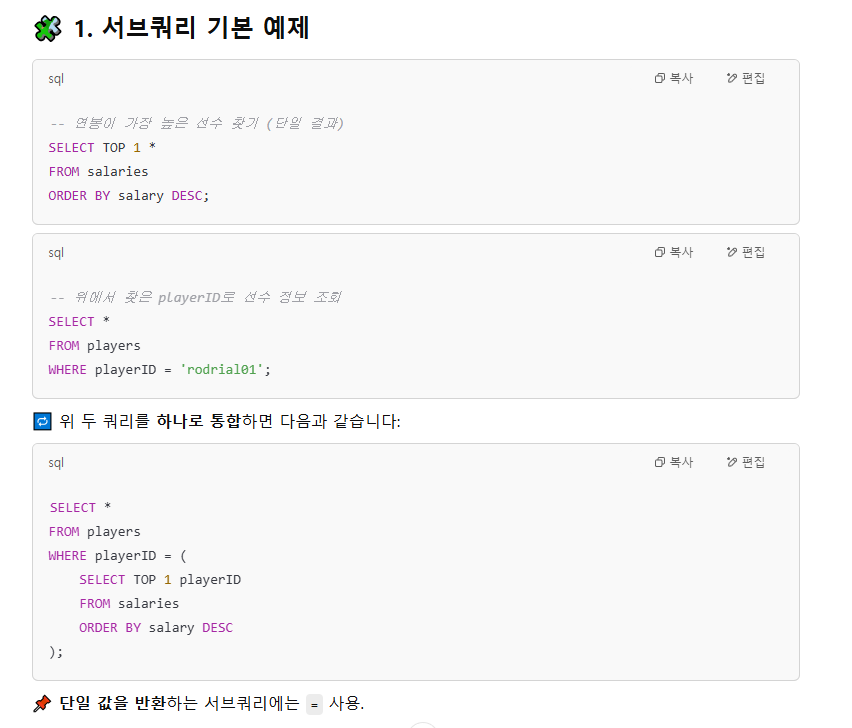 🧩 1. 서브쿼리 기본 예제
sql
복사
편집
-- 연봉이 가장 높은 선수 찾기 (단일 결과)
SELECT TOP 1 *
FROM salaries
ORDER BY salary DESC;
sql
복사
편집
-- 위에서 찾은 playerID로 선수 정보 조회
SELECT *
FROM players
WHERE playerID = 'rodrial01';
🔁 위 두 쿼리를 하나로 통합하면 다음과 같습니다:
sql
복사
편집
SELECT *
FROM players
WHERE playerID = (
    SELECT TOP 1 playerID
    FROM salaries
    ORDER BY salary DESC
);
📌 단일 값을 반환하는 서브쿼리에는 = 사용.